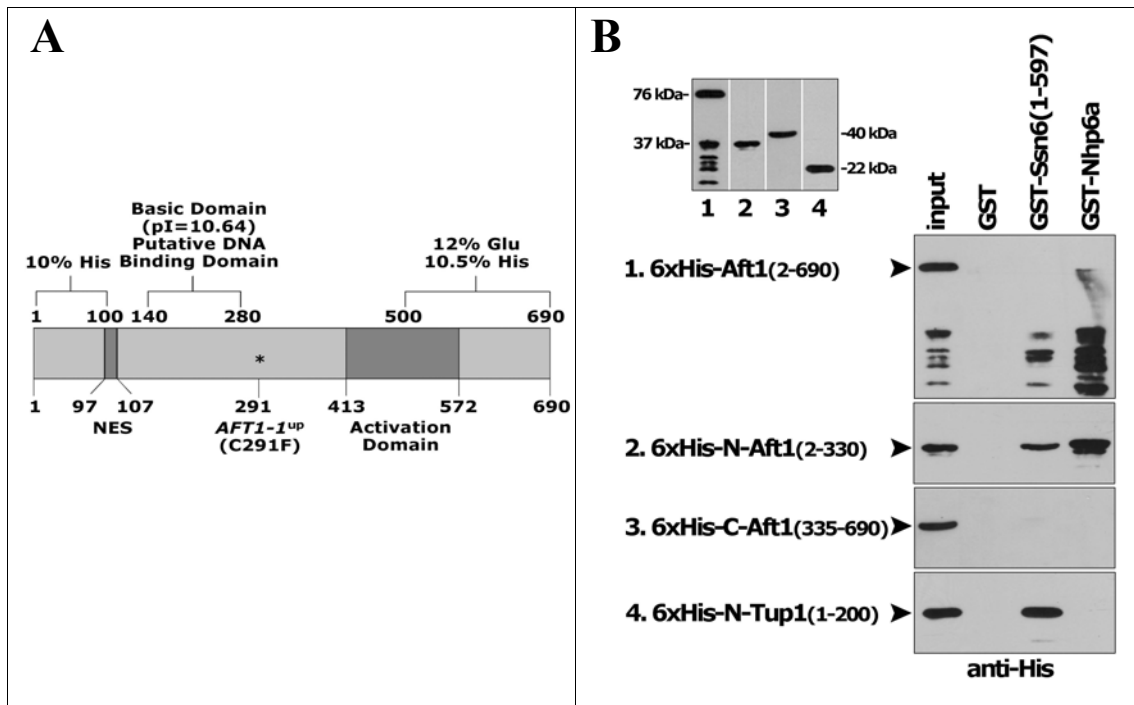 A
Basic Domain
(pI=10.64)
Putative DNA
Binding Domain
10% His
12% Glu
10.5% His
1 100 140 280 500 690
*
1 97 107 291 413 572 690
NES
AFT1-1up
(C291F)
Activation
Domain
B
76 kDa-
37 kDa-
-40 kDa
-22 kDa
1 2 3 4
input
GST
GST-Ssn6(1-597)
GST-Nhp6a
1. 6xHis-Aft1(2-690)
2. 6xHis-N-Aft1(2-330)
3. 6xHis-C-Aft1(335-690)
4. 6xHis-N-Tup1(1-200)
anti-His